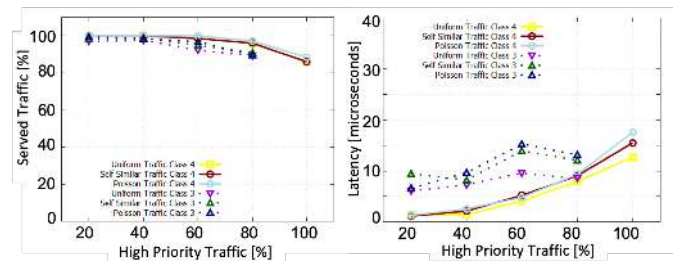 Served Traffic [%]
100
80
60
40
20
0
Uniform Traffic Class 4
Self Similar Traffic Class 4
Poisson Traffic Class 4
Uniform Traffic Class 3
Self Similar Traffic Class 3
Poisson Traffic Class 3
20 40 60 80 100
High Priority Traffic [%]
Latency [microseconds]
40
30
20
10
0
Uniform Traffic Class 4
Self Similar Traffic Class 4
Poisson Traffic Class 4
Uniform Traffic Class 3
Self Similar Traffic Class 3
Poisson Traffic Class 3
20 40 60 80 100
High Priority Traffic [%]